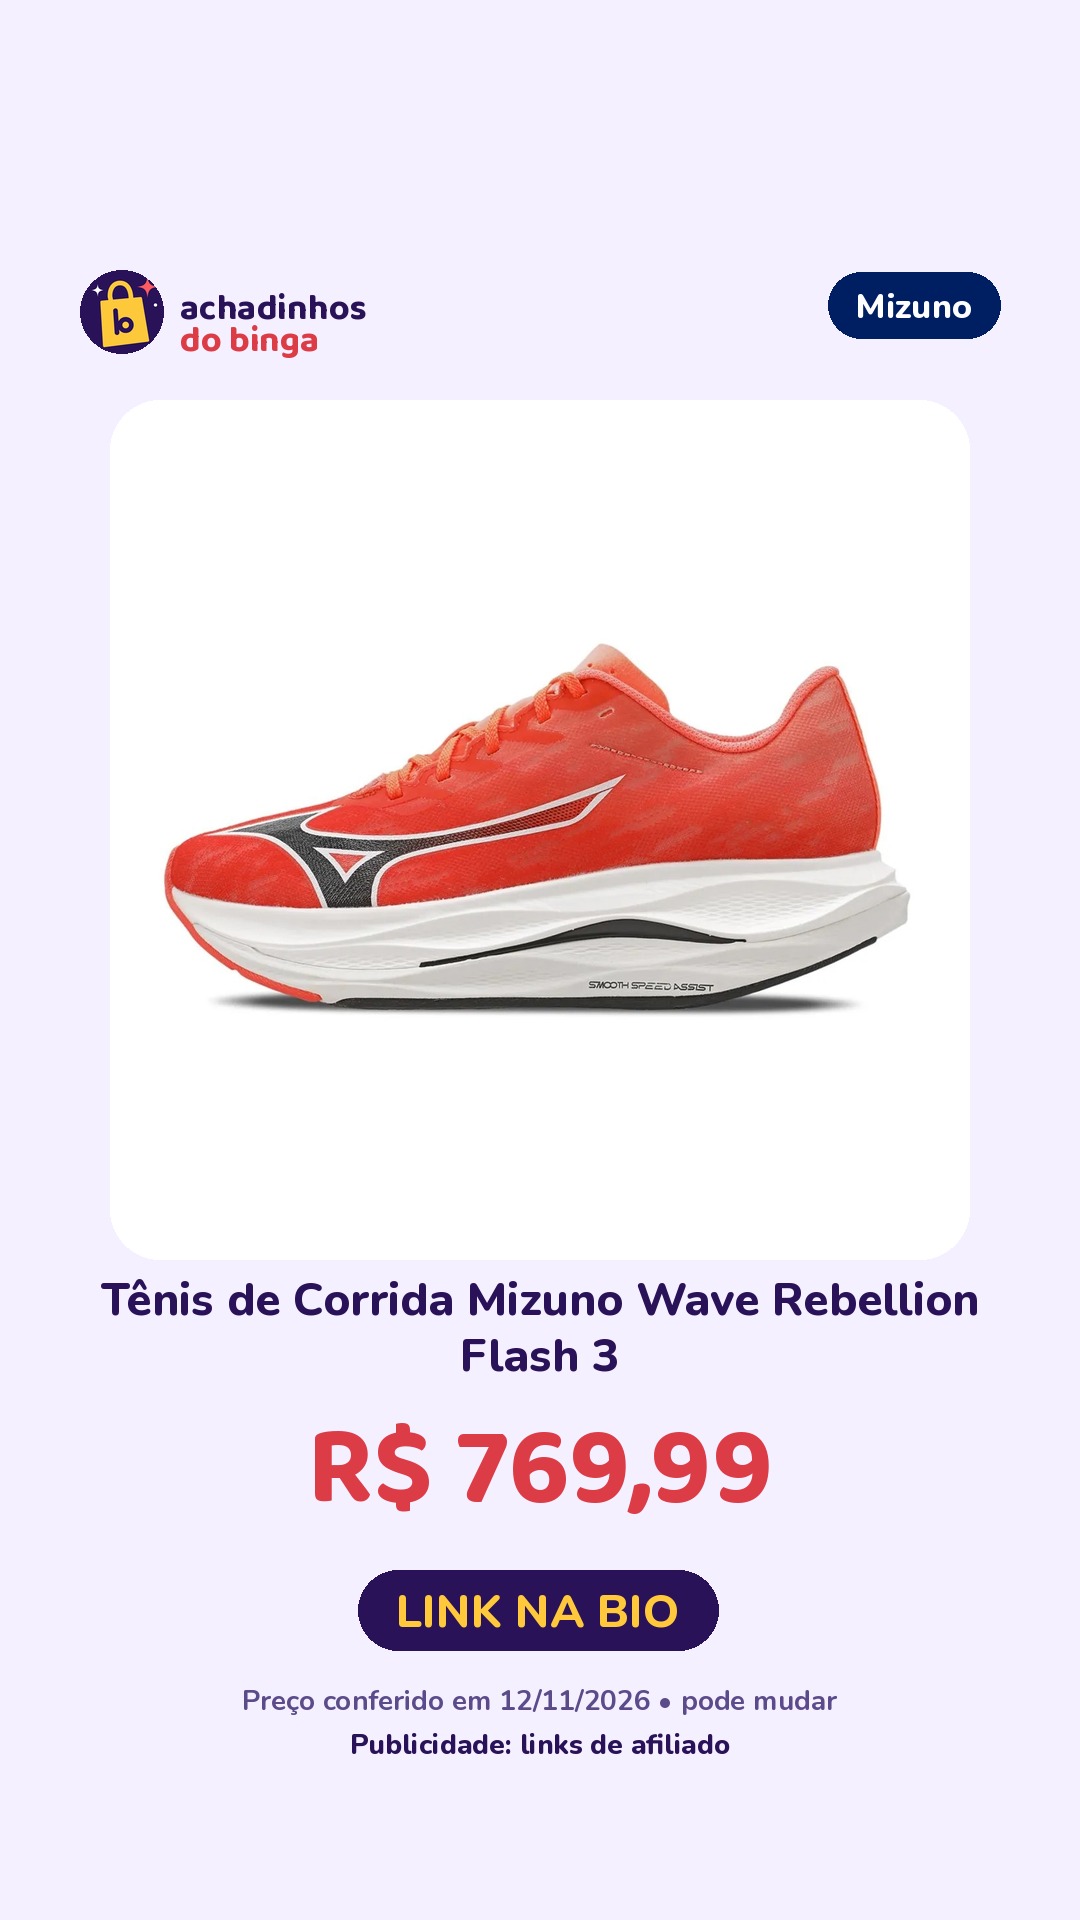 achadinhos
do binga
Mizuno
b
SMOOTH SPEED ASSIST
Tênis de Corrida Mizuno Wave Rebellion
Flash 3
R$ 769,99
LINK NA BIO
Preço conferido em 12/11/2026 • pode mudar
Publicidade: links de afiliado